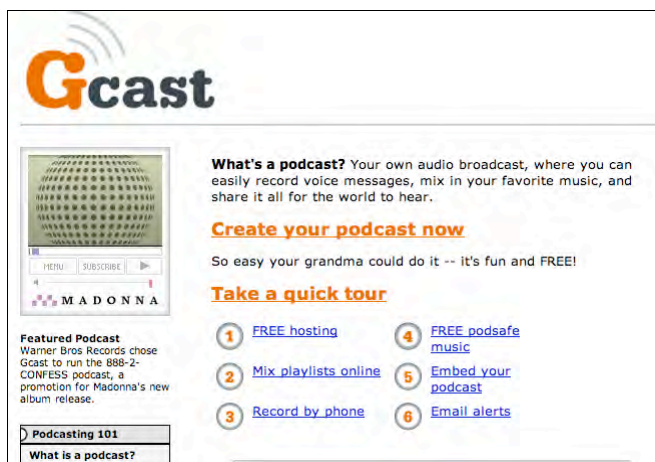 Gcast
What's a podcast? Your own audio broadcast, where you can
easily record voice messages, mix in your favorite music, and
share it all for the world to hear.
Create your podcast now
So easy your grandma could do it -- it's fun and FREE!
Take a quick tour
1 FREE hosting
2 Mix playlists online
3 Record by phone
4 FREE podsafe
music
5 Embed your
podcast
6 Email alerts
MENU SUBSCRIBE
MADONNA
Featured Podcast
Warner Bros Records chose
Gcast to run the 888-2-
CONFESS podcast, a
promotion for Madonna's new
album release.
Podcasting 101
What is a podcast?